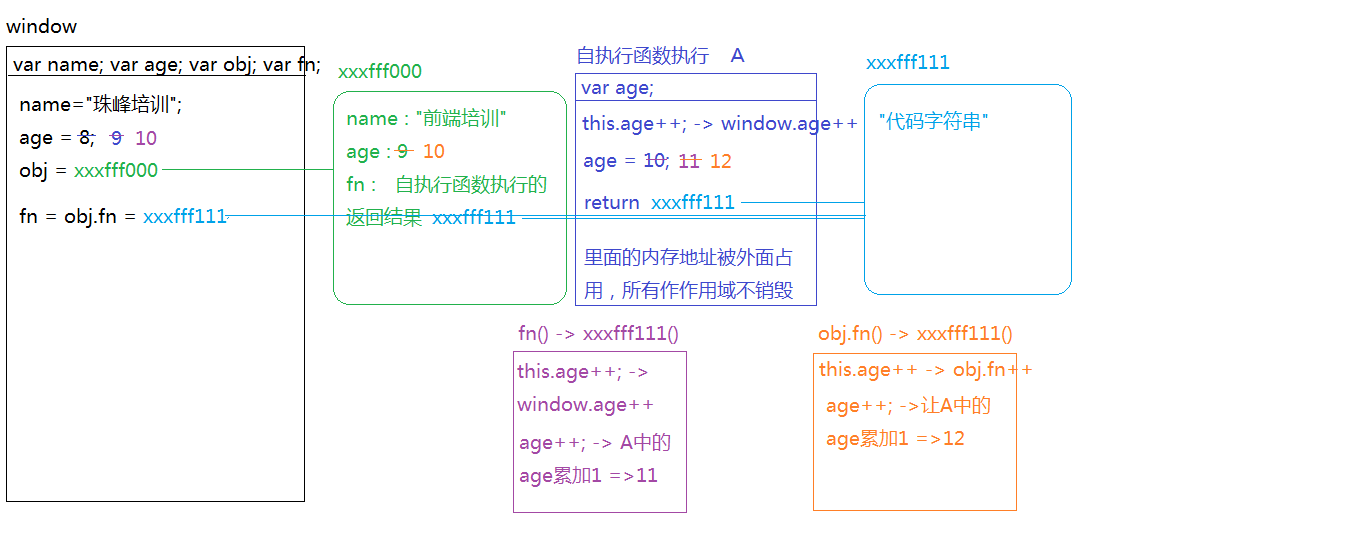 window
var name; var age; var obj; var fn;
name="珠峰培训";
age = 8; 9 10
obj = xxxfff000
fn = obj.fn = xxxfff111
xxxfff000
name : "前端培训"
age : 9 10
fn : 自执行函数执行的
返回结果 xxxfff111
自执行函数执行 A
var age;
this.age++; -> window.age++
age = 10; 11 12
return xxxfff111
里面的内存地址被外面占
用，所有作作用域不销毁
xxxfff111
"代码字符串"
fn() -> xxxfff111()
this.age++; ->
window.age++
age++; -> A中的
age累加1 =>11
obj.fn() -> xxxfff111()
this.age++ -> obj.fn++
age++; ->让A中的
age累加1 =>12